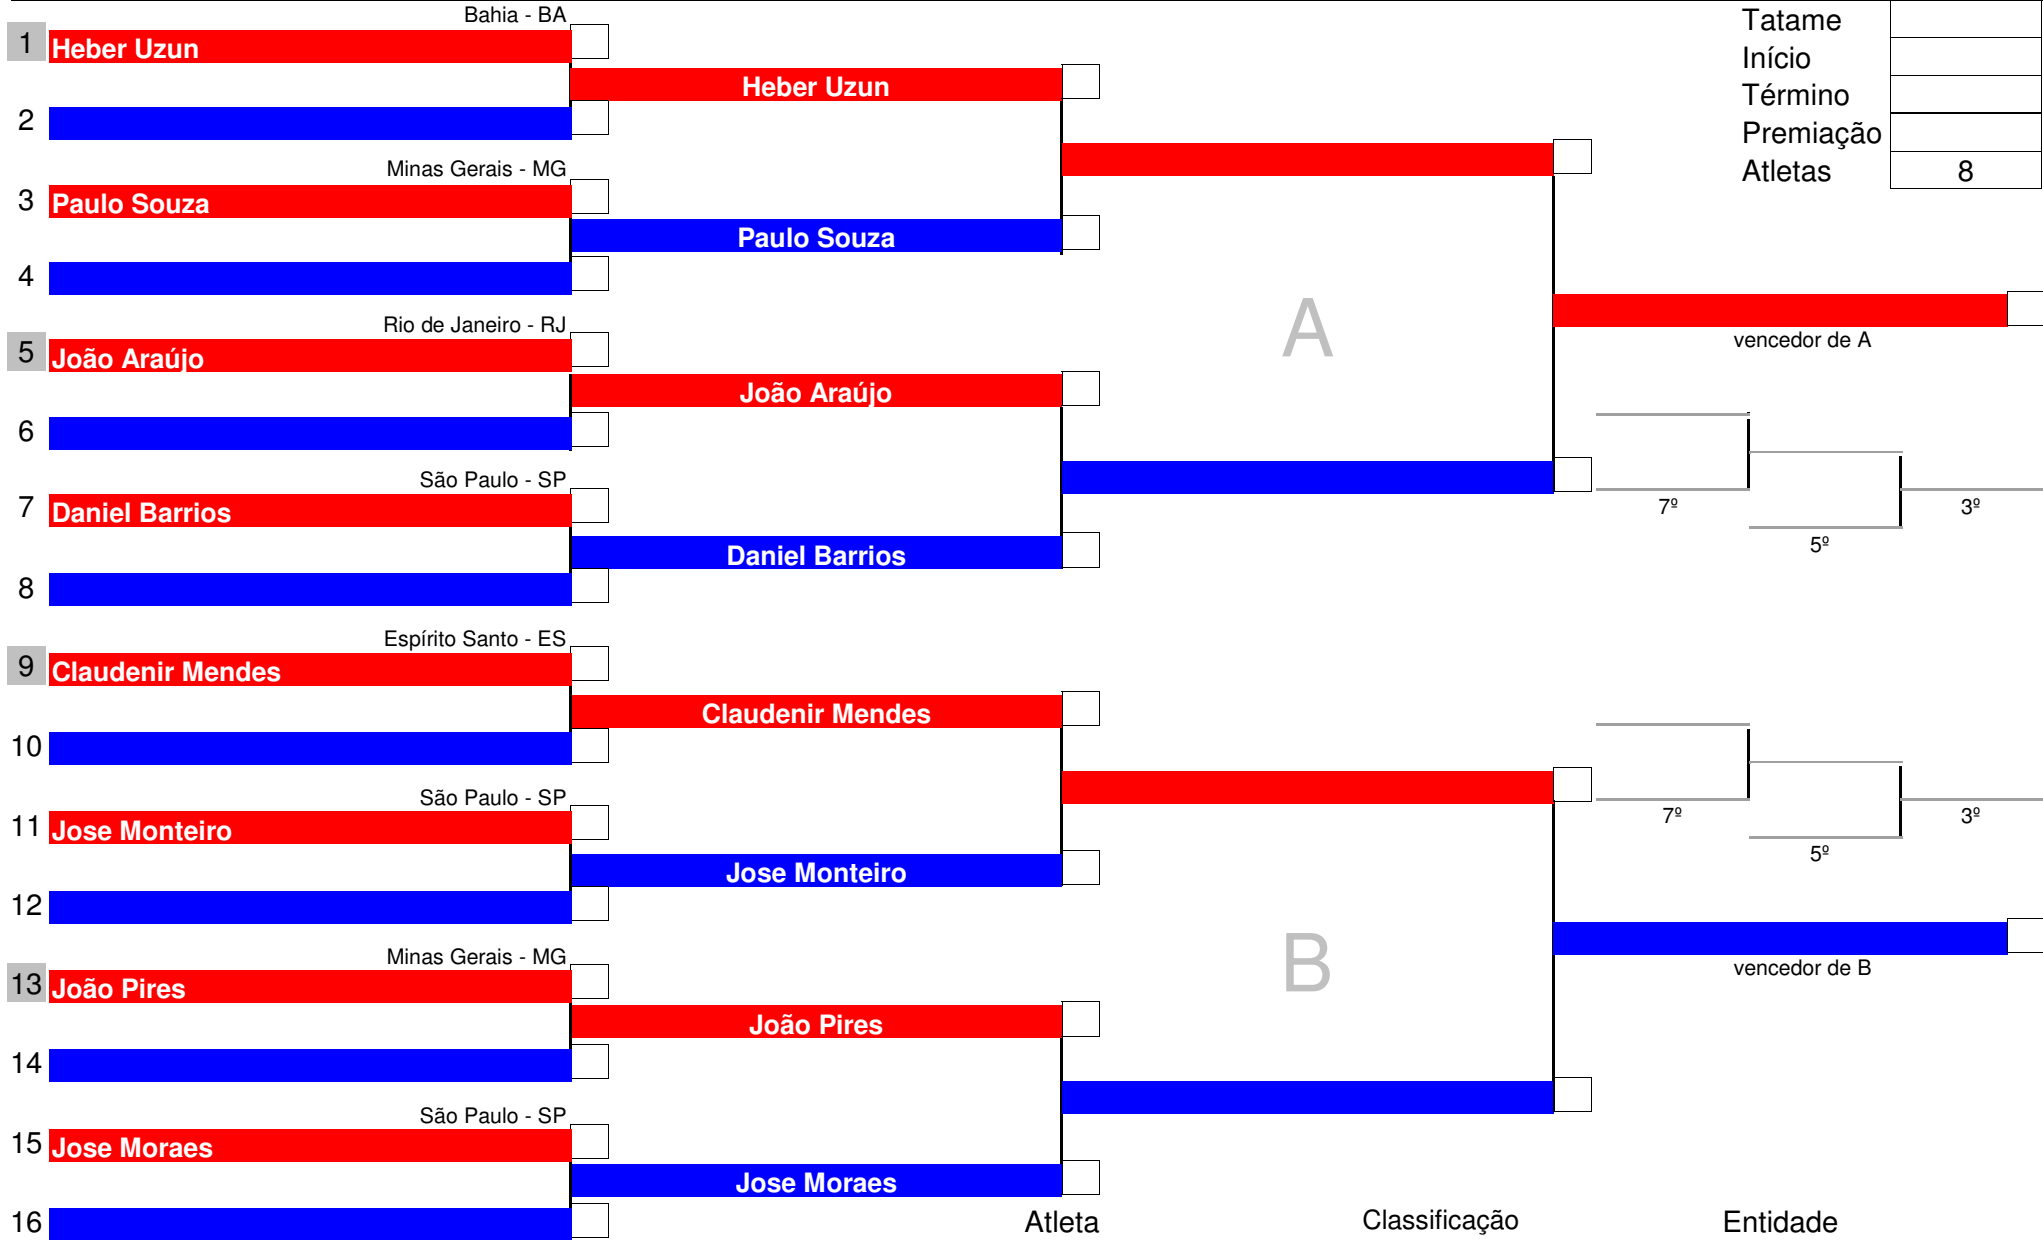 Bahia - BA
1 Heber Uzun
Heber Uzun
2
Minas Gerais - MG
3 Paulo Souza
Paulo Souza
4
Rio de Janeiro - RJ
5 João Araújo
João Araújo
6
São Paulo - SP
7 Daniel Barrios
Daniel Barrios
8
Espírito Santo - ES
9 Claudenir Mendes
Claudenir Mendes
10
São Paulo - SP
11 Jose Monteiro
Jose Monteiro
12
Minas Gerais - MG
13 João Pires
João Pires
14
São Paulo - SP
15 Jose Moraes
Jose Moraes
16
A
B
Tatame
Início
Término
Premiação
Atletas 8
vencedor de A
7º
5º
3º
7º
5º
3º
vencedor de B
Atleta Classificação Entidade